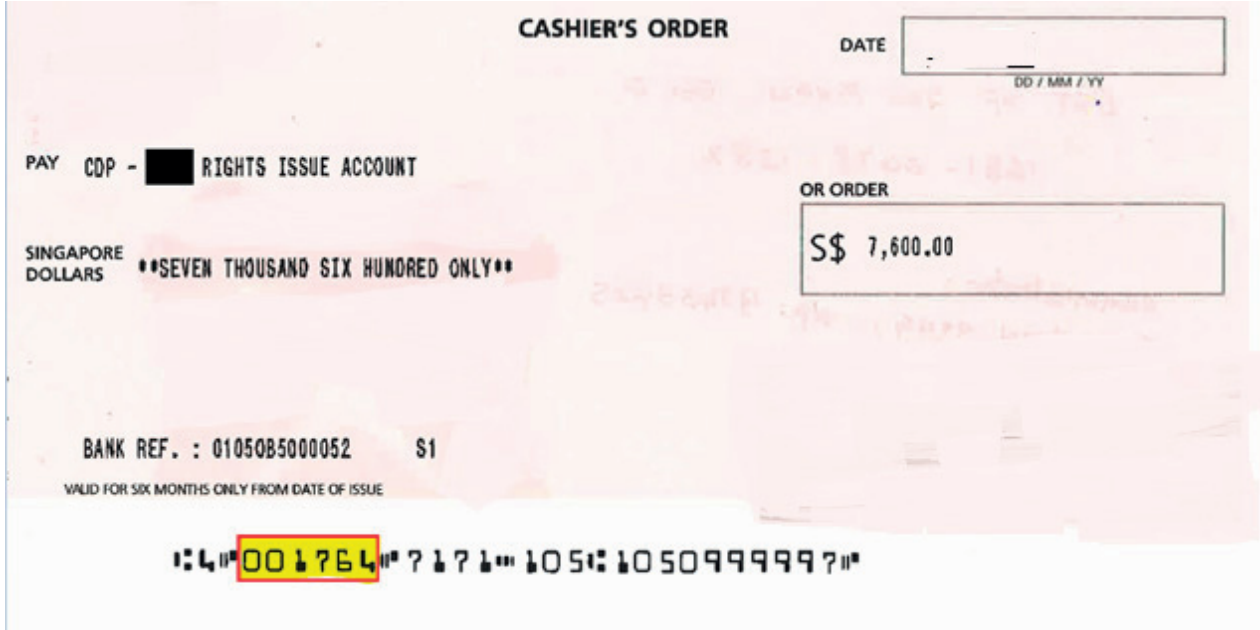 CASHIER'S ORDER
DATE
DD / MM / YY
PAY CDP - RIGHTS ISSUE ACCOUNT
OR ORDER
SINGAPORE DOLLARS **SEVEN THOUSAND SIX HUNDRED ONLY**
S$ 7,600.00
BANK REF. : 01050B5000052 S1
VALID FOR SIX MONTHS ONLY FROM DATE OF ISSUE
⑆4⑈001764⑈7171⑉105⑆1050999997⑈